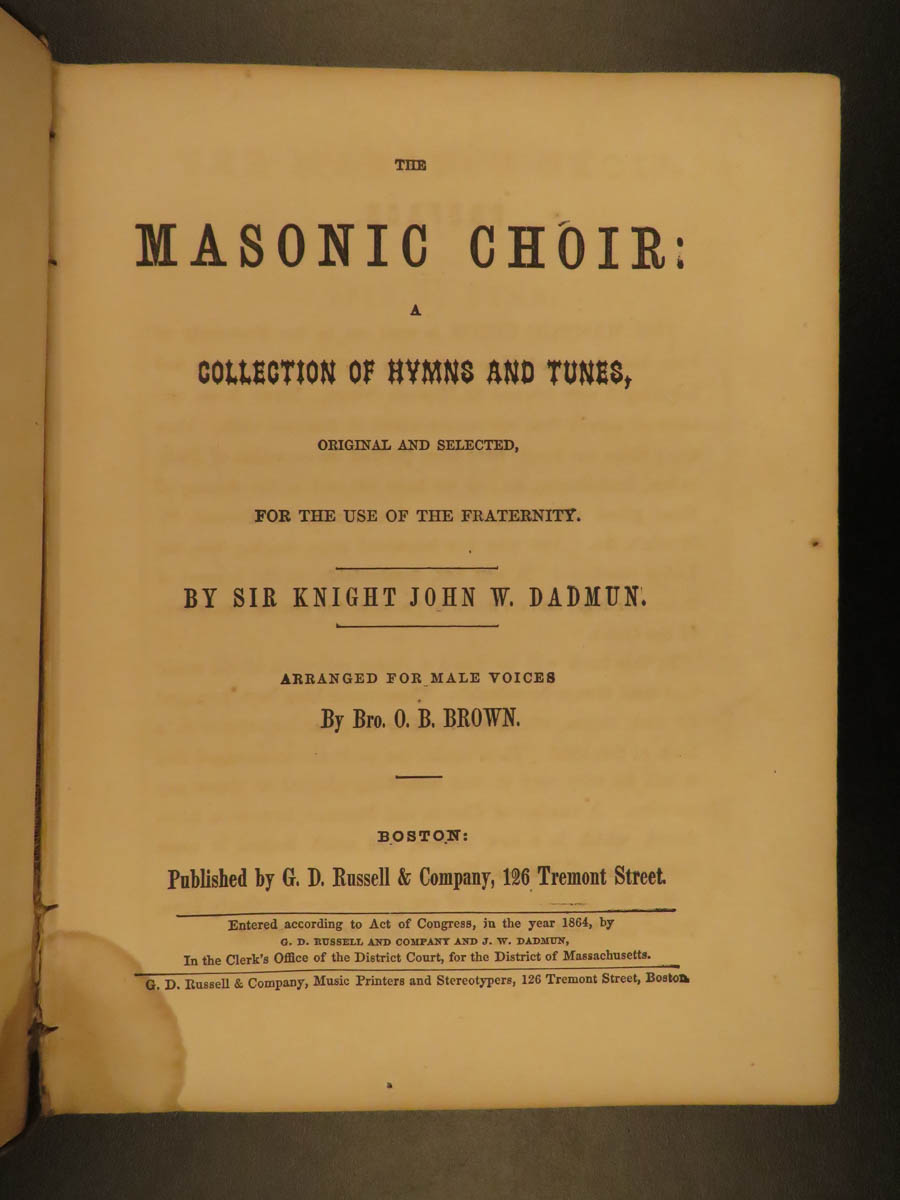 THE
MASONIC CHOIR:
A
COLLECTION OF HYMNS AND TUNES,
ORIGINAL AND SELECTED,
FOR THE USE OF THE FRATERNITY.
BY SIR KNIGHT JOHN W. DADMUN.
ARRANGED FOR MALE VOICES
By Bro. O. B. BROWN.
BOSTON:
Published by G. D. Russell & Company, 126 Tremont Street.
Entered according to Act of Congress, in the year 1864, by
G. D. RUSSELL AND COMPANY AND J. W. DADMUN,
In the Clerk's Office of the District Court, for the District of Massachusetts.
G. D. Russell & Company, Music Printers and Stereotypers, 126 Tremont Street, Boston.